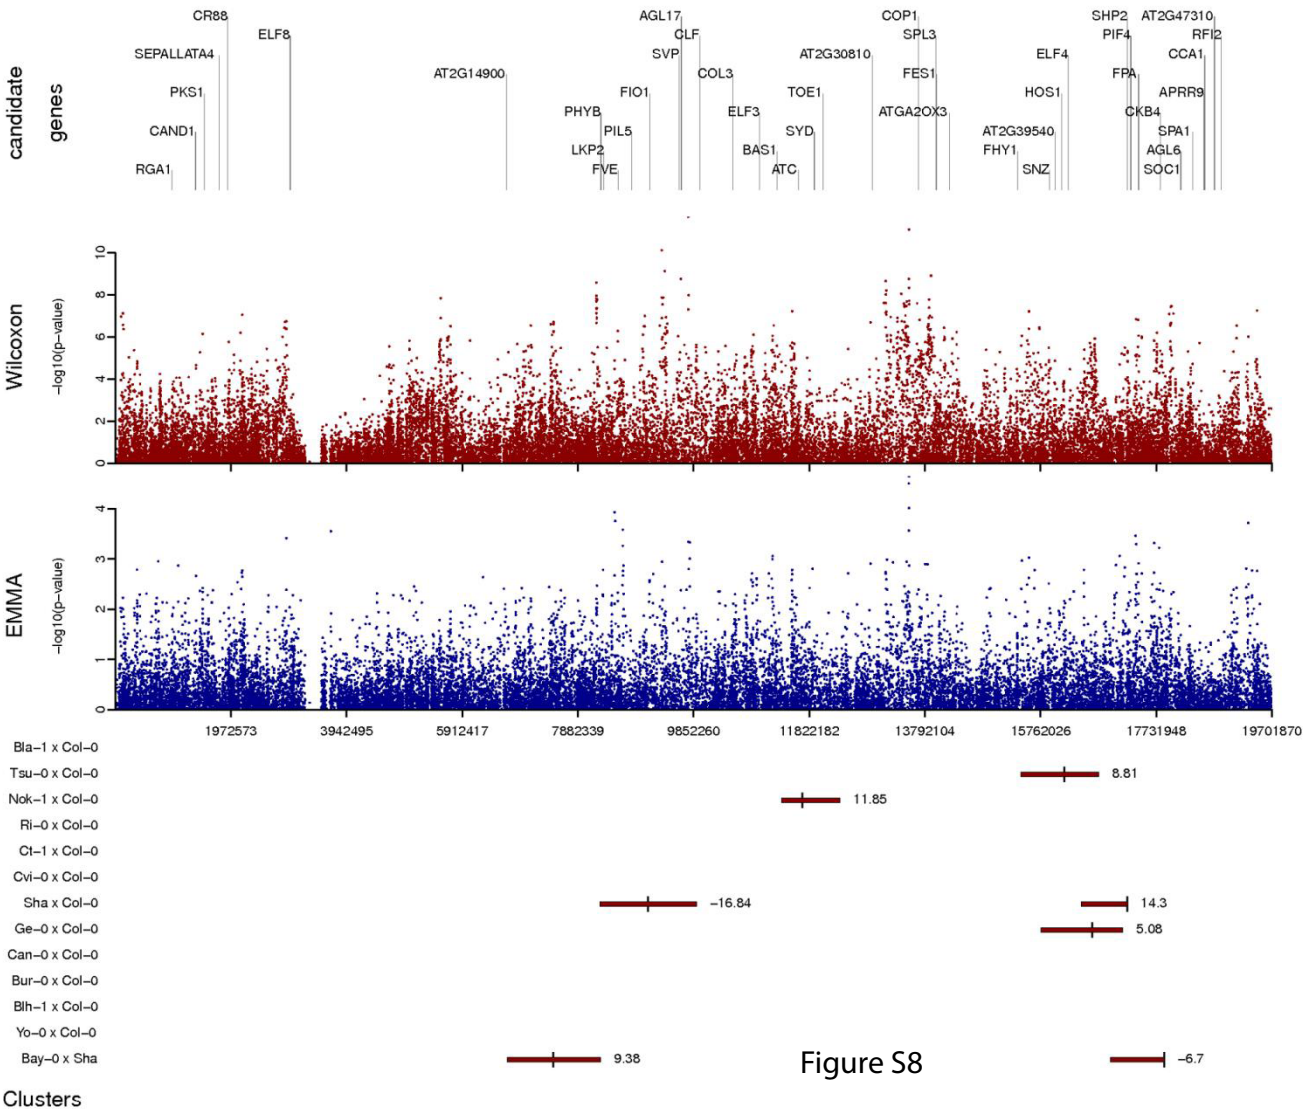 candidate
genes
CR88
AGL17
COP1
SHP2
AT2G47310
ELF8
CLF
SPL3
PIF4
RFI2
SEPALLATA4
SVP
AT2G30810
ELF4
CCA1
AT2G14900
COL3
FES1
FPA
PKS1
FIO1
TOE1
HOS1
APRR9
PHYB
ELF3
ATGA2OX3
CKB4
CAND1
PIL5
SYD
AT2G39540
SPA1
LKP2
BAS1
FHY1
AGL6
RGA1
FVE
ATC
SNZ
SOC1
Wilcoxon
−log10(p−value)
10
8
6
4
2
0
EMMA
−log10(p−value)
4
3
2
1
0
1972573
3942495
5912417
7882339
9852260
11822182
13792104
15762026
17731948
19701870
Bla−1 x Col−0
Tsu−0 x Col−0
8.81
Nok−1 x Col−0
11.85
Ri−0 x Col−0
Ct−1 x Col−0
Cvi−0 x Col−0
Sha x Col−0
−16.84
14.3
Ge−0 x Col−0
5.08
Can−0 x Col−0
Bur−0 x Col−0
Blh−1 x Col−0
Yo−0 x Col−0
Bay−0 x Sha
9.38
−6.7
Figure S8
Clusters